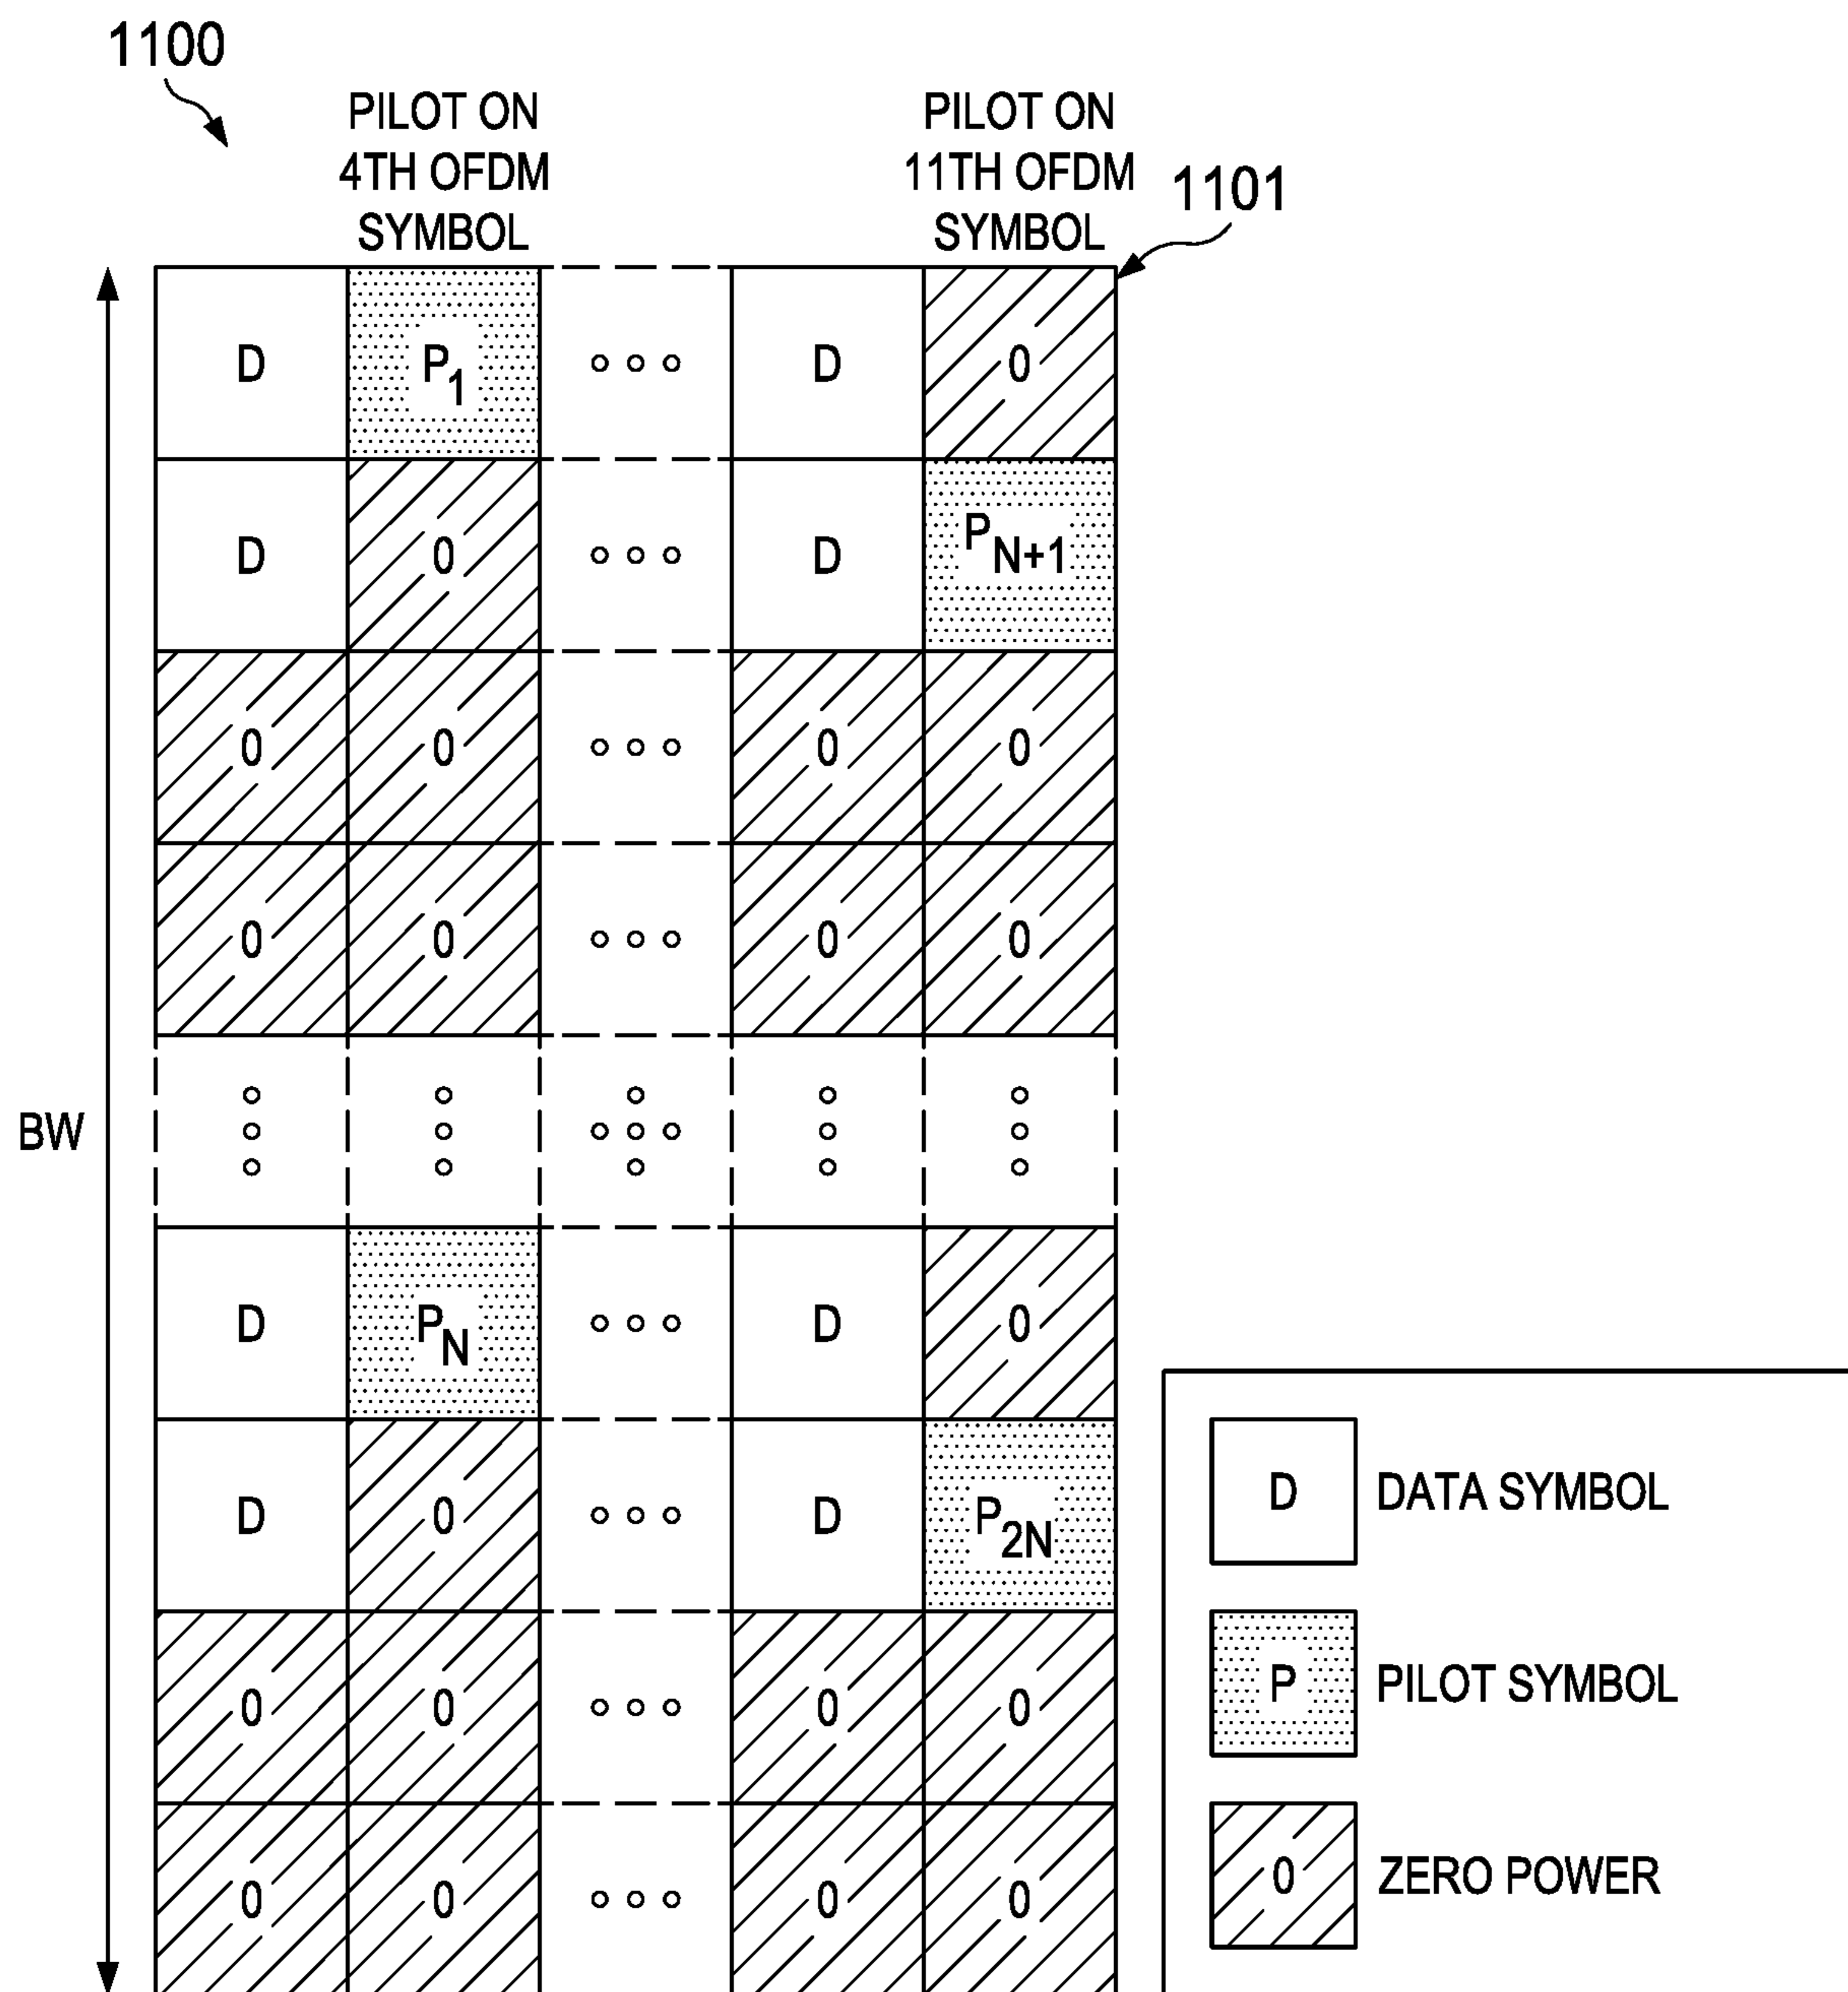 1100
PILOT ON
4TH OFDM
SYMBOL
PILOT ON
11TH OFDM
SYMBOL
1101
D P1 D 0
D 0 D PN+1
0 0 0 0
0 0 0 0
BW
D PN D 0
D 0 D P2N
0 0 0 0
0 0 0 0
D DATA SYMBOL
P PILOT SYMBOL
0 ZERO POWER